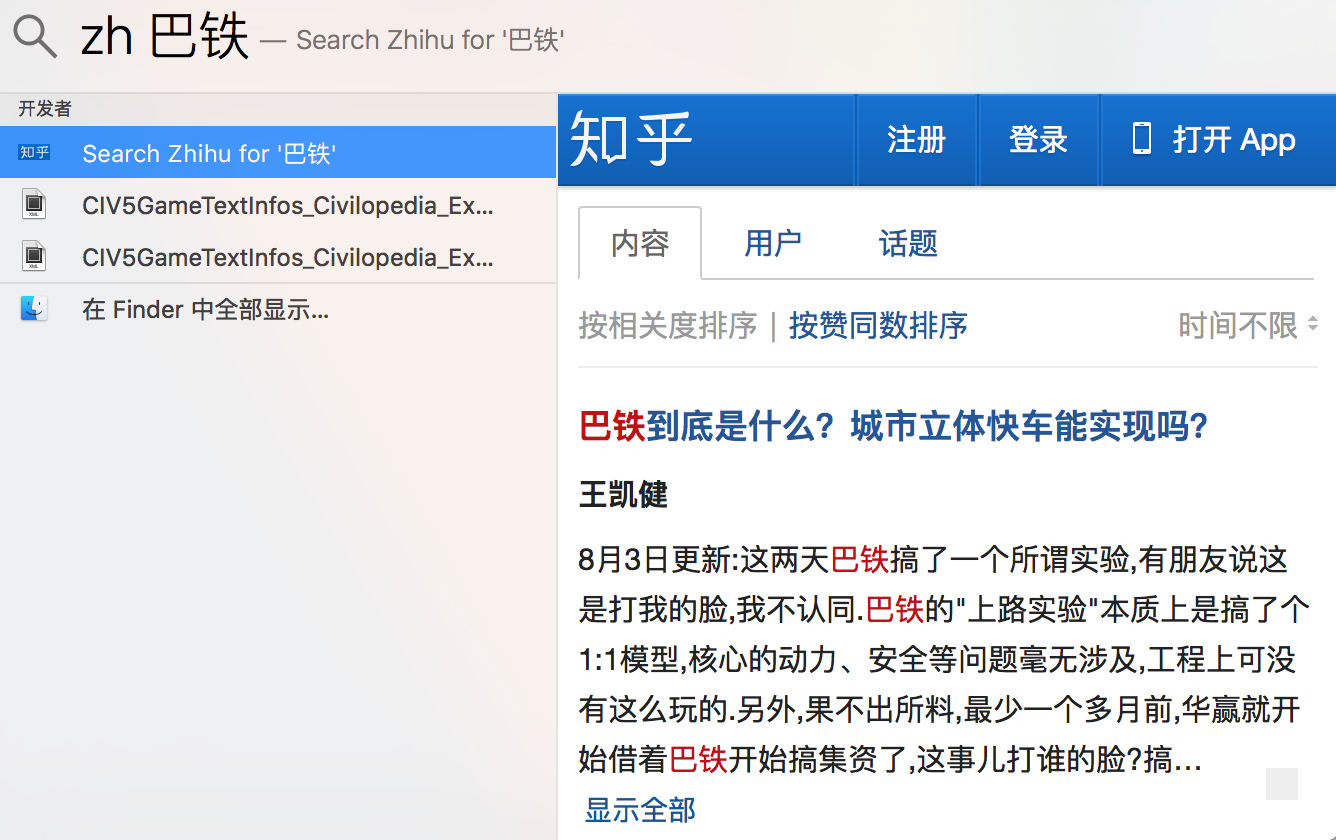 zh 巴铁 — Search Zhihu for '巴铁'
开发者
知乎 Search Zhihu for '巴铁'
XML CIV5GameTextInfos_Civilopedia_Ex...
XML CIV5GameTextInfos_Civilopedia_Ex...
在 Finder 中全部显示...
知乎 注册 登录 打开 App
内容 用户 话题
按相关度排序 | 按赞同数排序 时间不限
巴铁到底是什么？城市立体快车能实现吗？
王凯健
8月3日更新:这两天巴铁搞了一个所谓实验,有朋友说这
是打我的脸,我不认同.巴铁的"上路实验"本质上是搞了个
1:1模型,核心的动力、安全等问题毫无涉及,工程上可没
有这么玩的.另外,果不出所料,最少一个多月前,华赢就开
始借着巴铁开始搞集资了,这事儿打谁的脸?搞…
显示全部